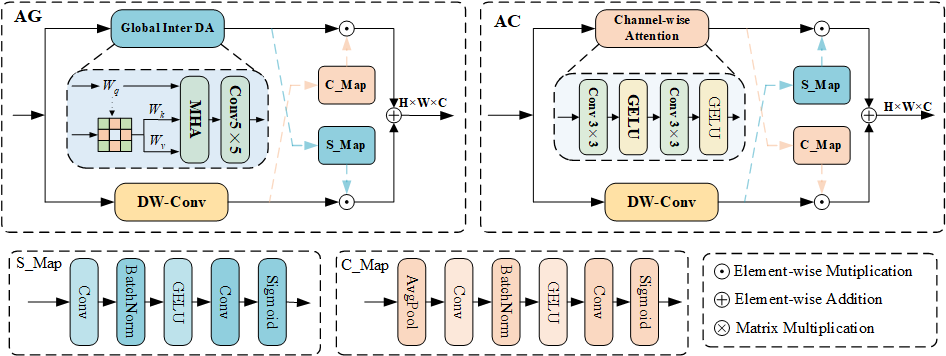 AG
Global Inter DA
W_q
W_k
W_v
MHA
Conv5×5
C_Map
S_Map
H×W×C
DW-Conv
AC
Channel-wise
Attention
Conv 3×3
GELU
Conv 3×3
GELU
S_Map
C_Map
H×W×C
DW-Conv
S_Map
Conv
BatchNorm
GELU
Conv
Sigmoid
C_Map
AvgPool
Conv
BatchNorm
GELU
Conv
Sigmoid
Element-wise Mutiplication
Element-wise Addition
Matrix Multiplication